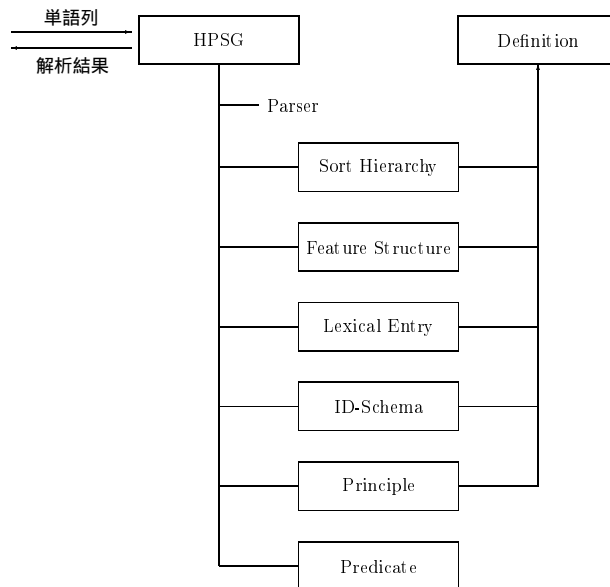 単語列
解析結果
HPSG
Definition
Parser
Sort Hierarchy
Feature Structure
Lexical Entry
ID-Schema
Principle
Predicate